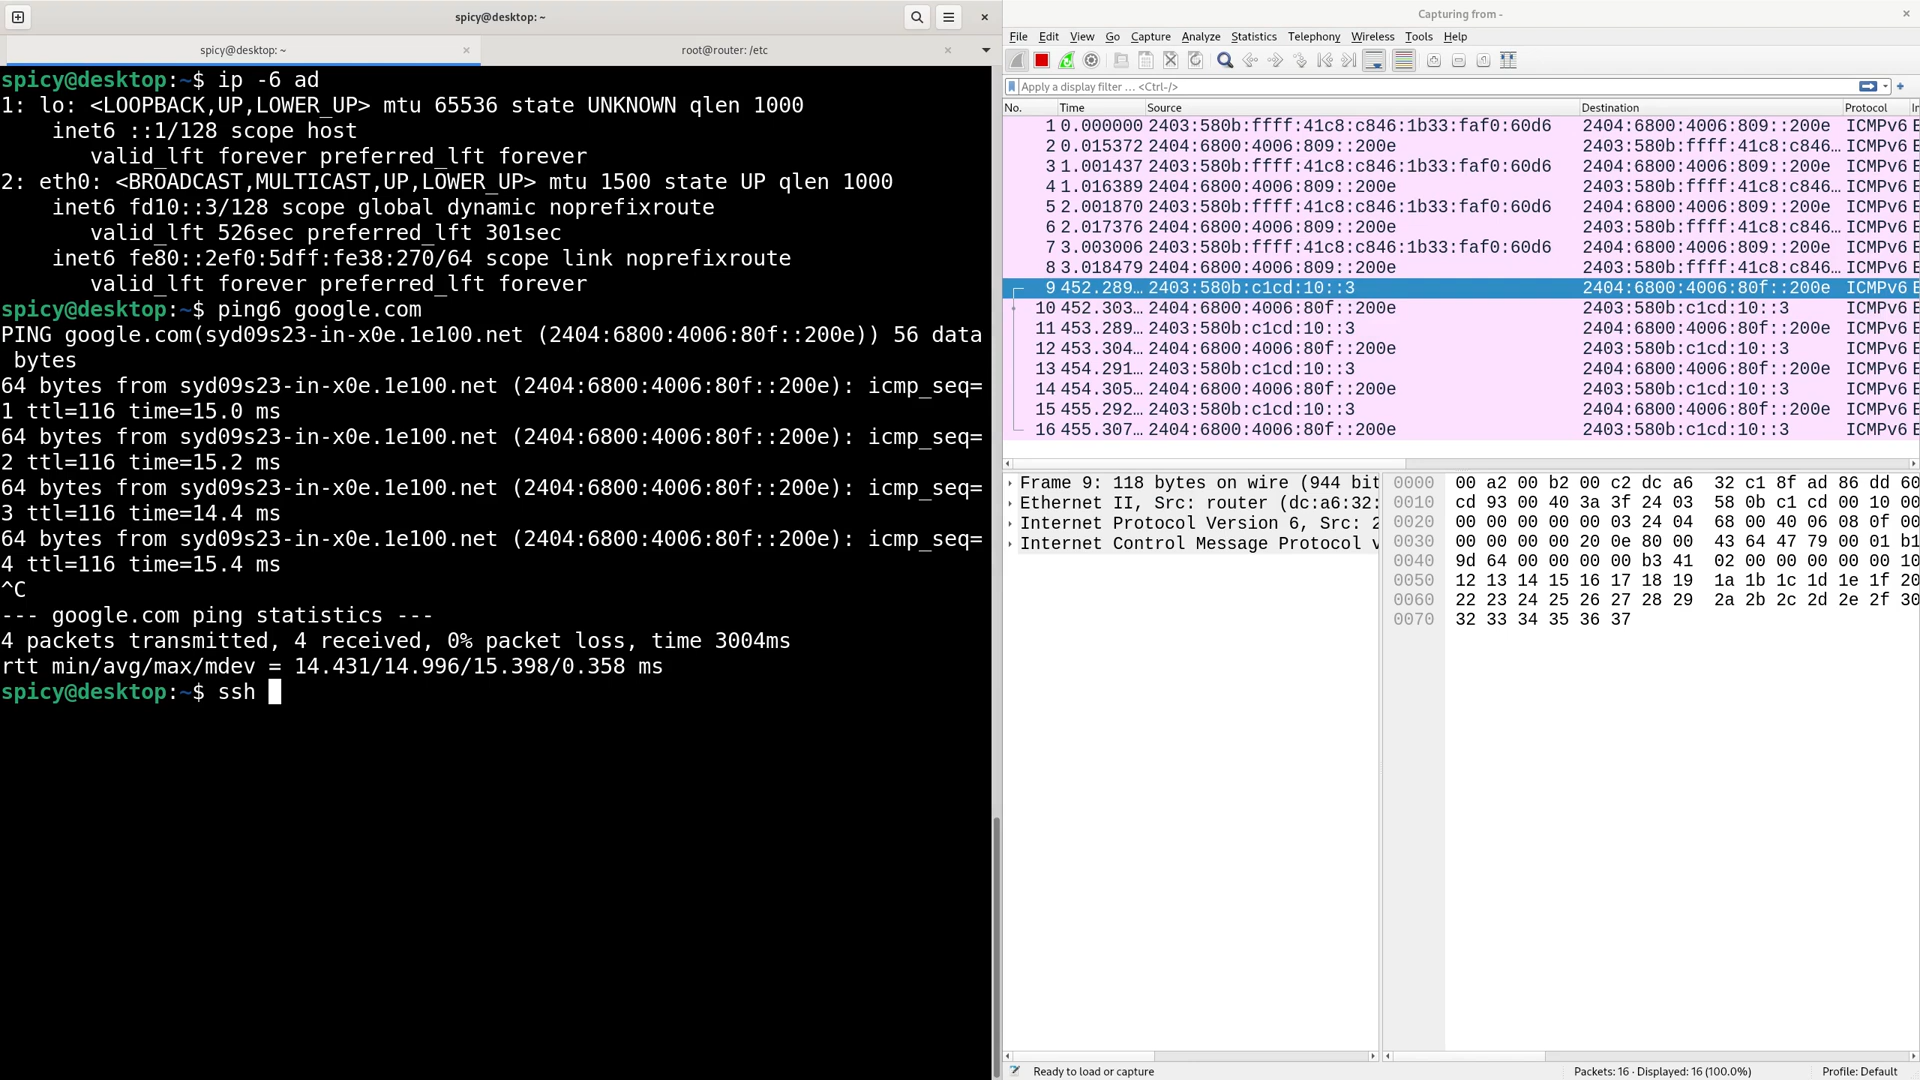 spicy@desktop: ~
spicy@desktop: ~
root@router: /etc
spicy@desktop:~$ ip -6 ad
1: lo: <LOOPBACK,UP,LOWER_UP> mtu 65536 state UNKNOWN qlen 1000
    inet6 ::1/128 scope host
       valid_lft forever preferred_lft forever
2: eth0: <BROADCAST,MULTICAST,UP,LOWER_UP> mtu 1500 state UP qlen 1000
    inet6 fd10::3/128 scope global dynamic noprefixroute
       valid_lft 526sec preferred_lft 301sec
    inet6 fe80::2ef0:5dff:fe38:270/64 scope link noprefixroute
       valid_lft forever preferred_lft forever
spicy@desktop:~$ ping6 google.com
PING google.com(syd09s23-in-x0e.1e100.net (2404:6800:4006:80f::200e)) 56 data
 bytes
64 bytes from syd09s23-in-x0e.1e100.net (2404:6800:4006:80f::200e): icmp_seq=
1 ttl=116 time=15.0 ms
64 bytes from syd09s23-in-x0e.1e100.net (2404:6800:4006:80f::200e): icmp_seq=
2 ttl=116 time=15.2 ms
64 bytes from syd09s23-in-x0e.1e100.net (2404:6800:4006:80f::200e): icmp_seq=
3 ttl=116 time=14.4 ms
64 bytes from syd09s23-in-x0e.1e100.net (2404:6800:4006:80f::200e): icmp_seq=
4 ttl=116 time=15.4 ms
^C
--- google.com ping statistics ---
4 packets transmitted, 4 received, 0% packet loss, time 3004ms
rtt min/avg/max/mdev = 14.431/14.996/15.398/0.358 ms
spicy@desktop:~$ ssh
Capturing from -
File Edit View Go Capture Analyze Statistics Telephony Wireless Tools Help
Apply a display filter … <Ctrl-/>
No. Time Source Destination Protocol
1 0.000000 2403:580b:ffff:41c8:c846:1b33:faf0:60d6 2404:6800:4006:809::200e ICMPv6 E
2 0.015372 2404:6800:4006:809::200e 2403:580b:ffff:41c8:c846… ICMPv6 E
3 1.001437 2403:580b:ffff:41c8:c846:1b33:faf0:60d6 2404:6800:4006:809::200e ICMPv6 E
4 1.016389 2404:6800:4006:809::200e 2403:580b:ffff:41c8:c846… ICMPv6 E
5 2.001870 2403:580b:ffff:41c8:c846:1b33:faf0:60d6 2404:6800:4006:809::200e ICMPv6 E
6 2.017376 2404:6800:4006:809::200e 2403:580b:ffff:41c8:c846… ICMPv6 E
7 3.003006 2403:580b:ffff:41c8:c846:1b33:faf0:60d6 2404:6800:4006:809::200e ICMPv6 E
8 3.018479 2404:6800:4006:809::200e 2403:580b:ffff:41c8:c846… ICMPv6 E
9 452.289… 2403:580b:c1cd:10::3 2404:6800:4006:80f::200e ICMPv6 E
10 452.303… 2404:6800:4006:80f::200e 2403:580b:c1cd:10::3 ICMPv6 E
11 453.289… 2403:580b:c1cd:10::3 2404:6800:4006:80f::200e ICMPv6 E
12 453.304… 2404:6800:4006:80f::200e 2403:580b:c1cd:10::3 ICMPv6 E
13 454.291… 2403:580b:c1cd:10::3 2404:6800:4006:80f::200e ICMPv6 E
14 454.305… 2404:6800:4006:80f::200e 2403:580b:c1cd:10::3 ICMPv6 E
15 455.292… 2403:580b:c1cd:10::3 2404:6800:4006:80f::200e ICMPv6 E
16 455.307… 2404:6800:4006:80f::200e 2403:580b:c1cd:10::3 ICMPv6 E
Frame 9: 118 bytes on wire (944 bit
Ethernet II, Src: router (dc:a6:32:
Internet Protocol Version 6, Src: 2
Internet Control Message Protocol v
0000 00 a2 00 b2 00 c2 dc a6 32 c1 8f ad 86 dd 60
0010 cd 93 00 40 3a 3f 24 03 58 0b c1 cd 00 10 00
0020 00 00 00 00 00 03 24 04 68 00 40 06 08 0f 00
0030 00 00 00 00 20 0e 80 00 43 64 47 79 00 01 b1
0040 9d 64 00 00 00 00 b3 41 02 00 00 00 00 00 10
0050 12 13 14 15 16 17 18 19 1a 1b 1c 1d 1e 1f 20
0060 22 23 24 25 26 27 28 29 2a 2b 2c 2d 2e 2f 30
0070 32 33 34 35 36 37
Ready to load or capture
Packets: 16 · Displayed: 16 (100.0%)
Profile: Default